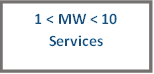 1 < MW < 10
Services